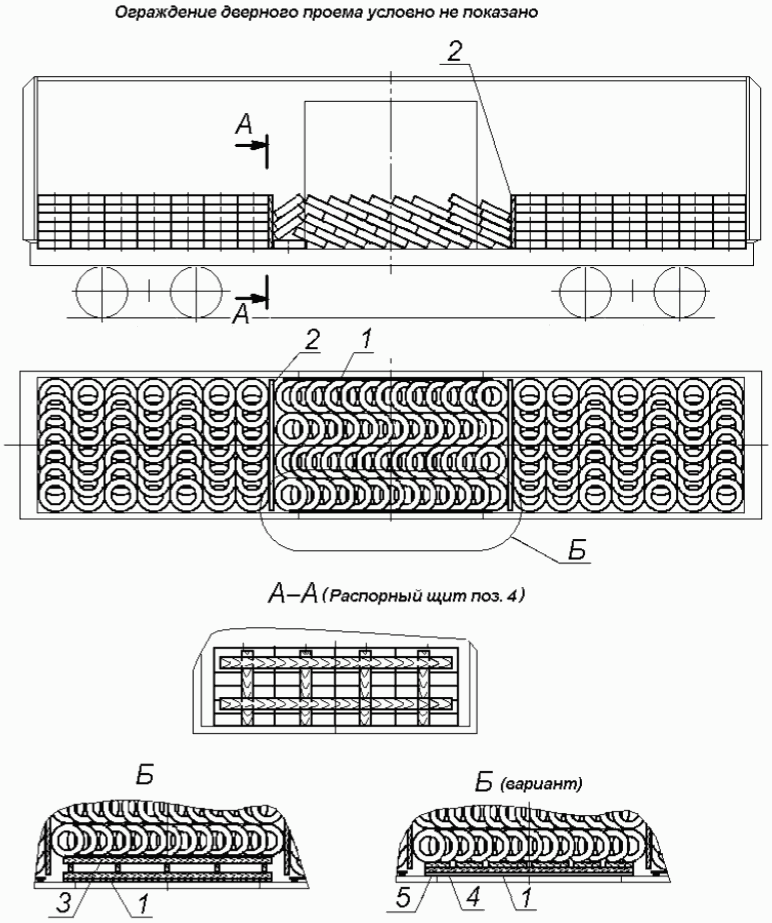 Ограждение дверного проема условно не показано
2
А
А
2
1
Б
А–А (Распорный щит поз. 4)
Б
Б (вариант)
3
1
5
4
1